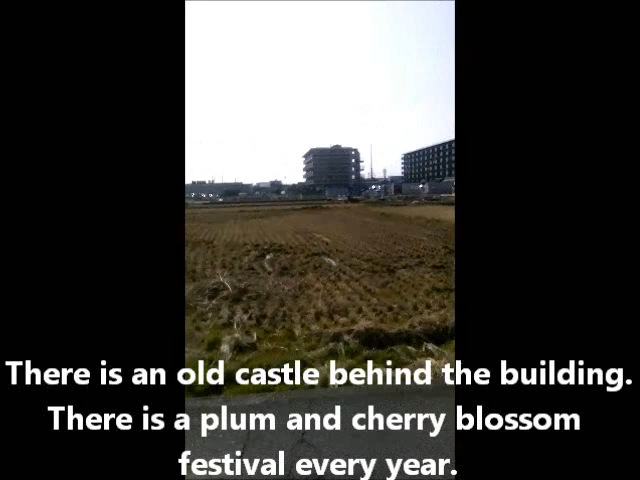 There is an old castle behind the building.
There is a plum and cherry blossom
festival every year.